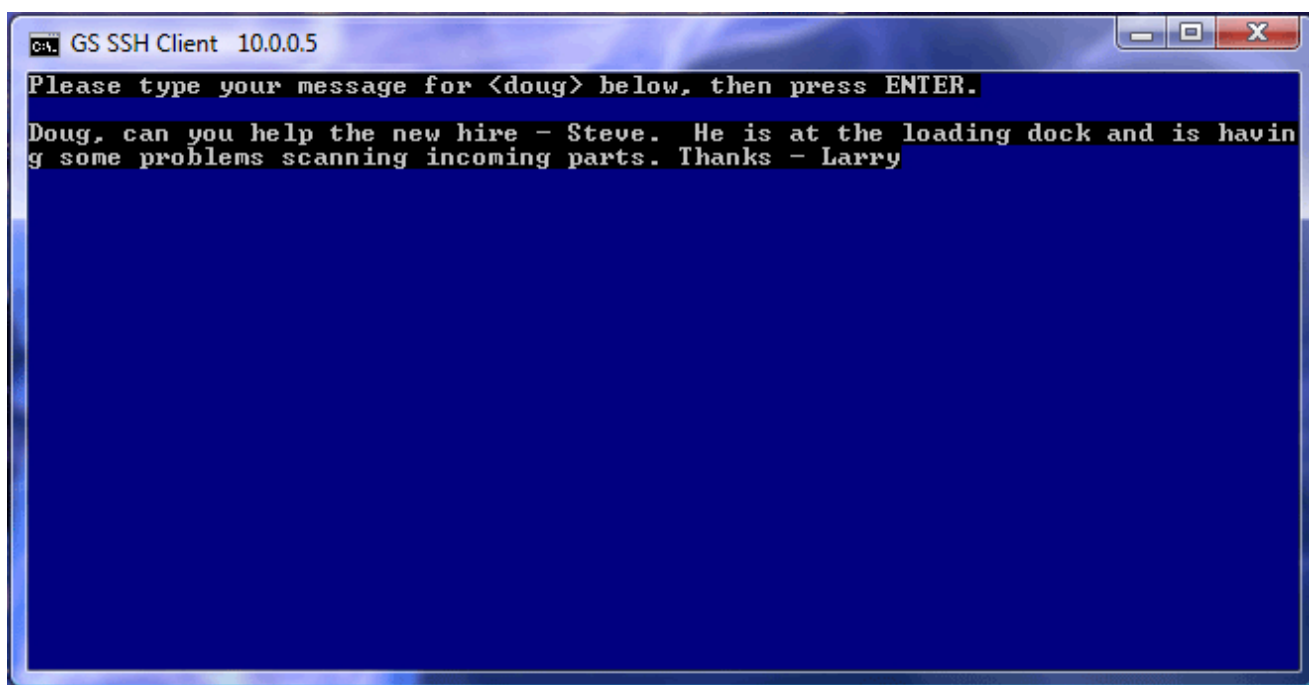 GS SSH Client 10.0.0.5
Please type your message for <doug> below, then press ENTER.
Doug, can you help the new hire - Steve.  He is at the loading dock and is havin
g some problems scanning incoming parts. Thanks - Larry